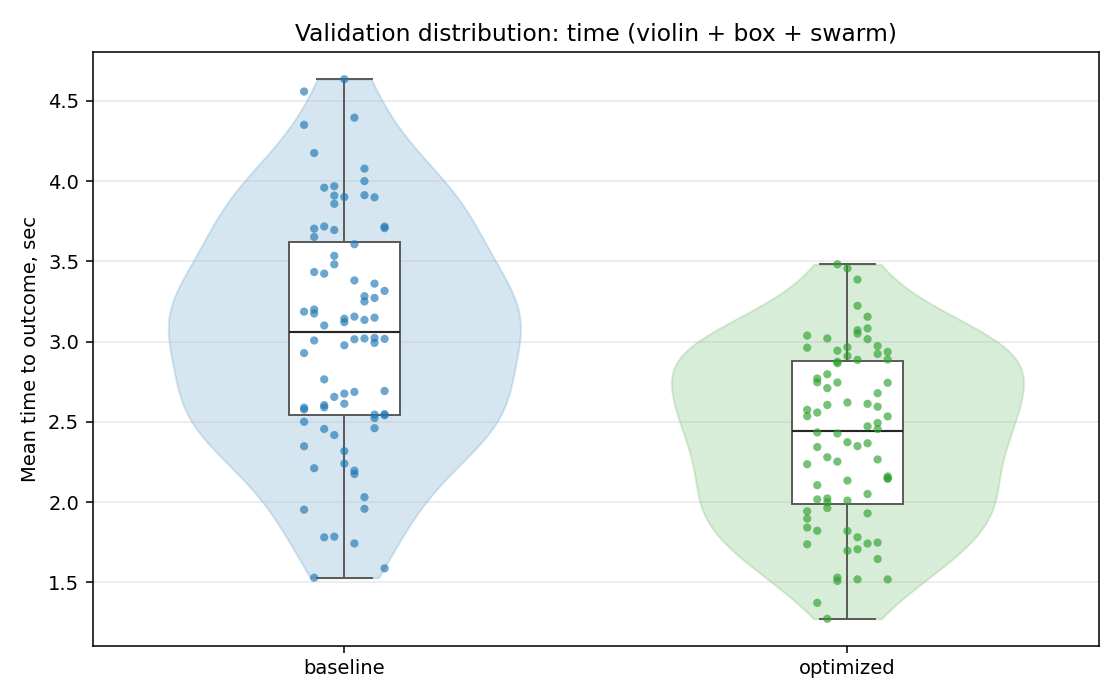 Validation distribution: time (violin + box + swarm)
Mean time to outcome, sec
4.5
4.0
3.5
3.0
2.5
2.0
1.5
baseline
optimized